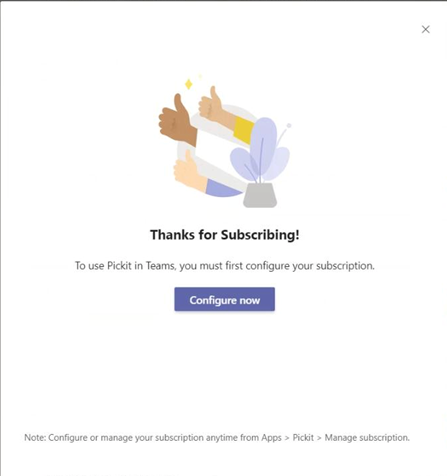 Thanks for Subscribing!
To use Pickit in Teams, you must first configure your subscription.
Configure now
Note: Configure or manage your subscription anytime from Apps > Pickit > Manage subscription.